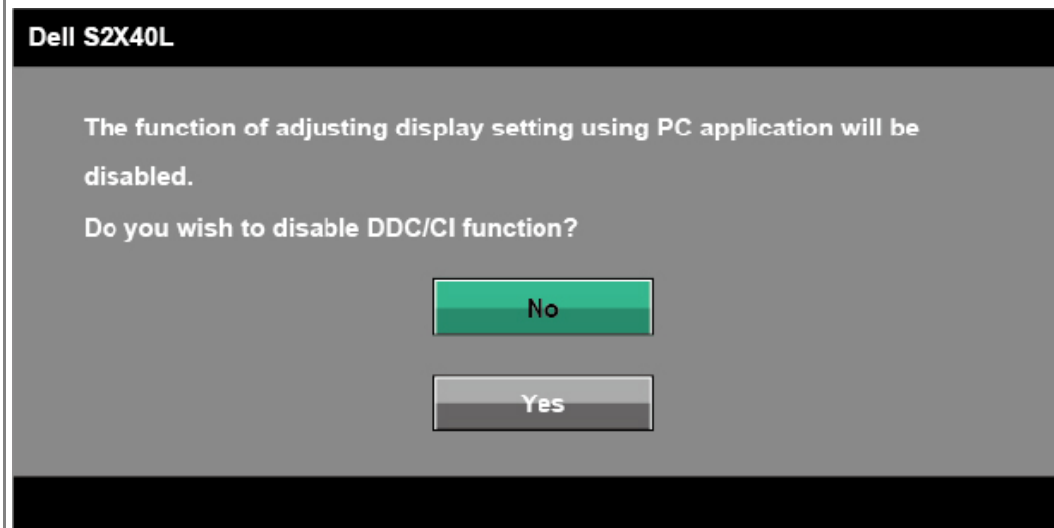 Dell S2X40L
The function of adjusting display setting using PC application will be
disabled.
Do you wish to disable DDC/CI function?
No
Yes